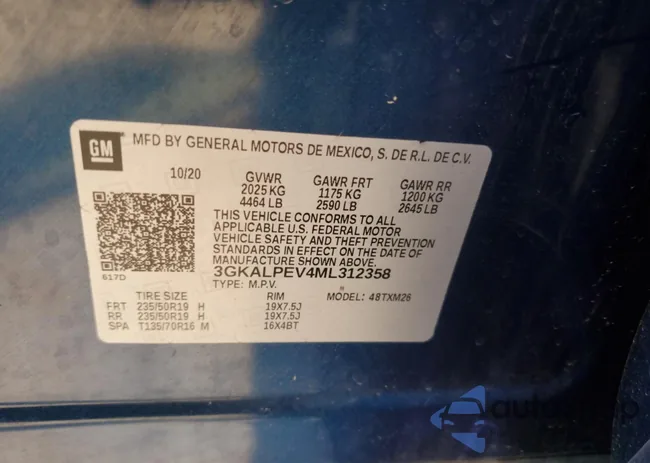 GM
MFD BY GENERAL MOTORS DE MEXICO, S. DE R.L. DE C.V.
10/20 GVWR GAWR FRT GAWR RR
2025 KG 1175 KG 1200 KG
4464 LB 2590 LB 2645 LB
THIS VEHICLE CONFORMS TO ALL
APPLICABLE U.S. FEDERAL MOTOR
VEHICLE SAFETY AND THEFT PREVENTION
STANDARDS IN EFFECT ON THE DATE OF
MANUFACTURE SHOWN ABOVE.
3GKALPEV4ML312358
617D
TYPE: M.P.V. H MODEL: 48TXM26
TIRE SIZE RIM
FRT 235/50R19 H 19X7.5J
RR 235/50R19 H 19X7.5J
SPA T135/70R16 M 16X4BT